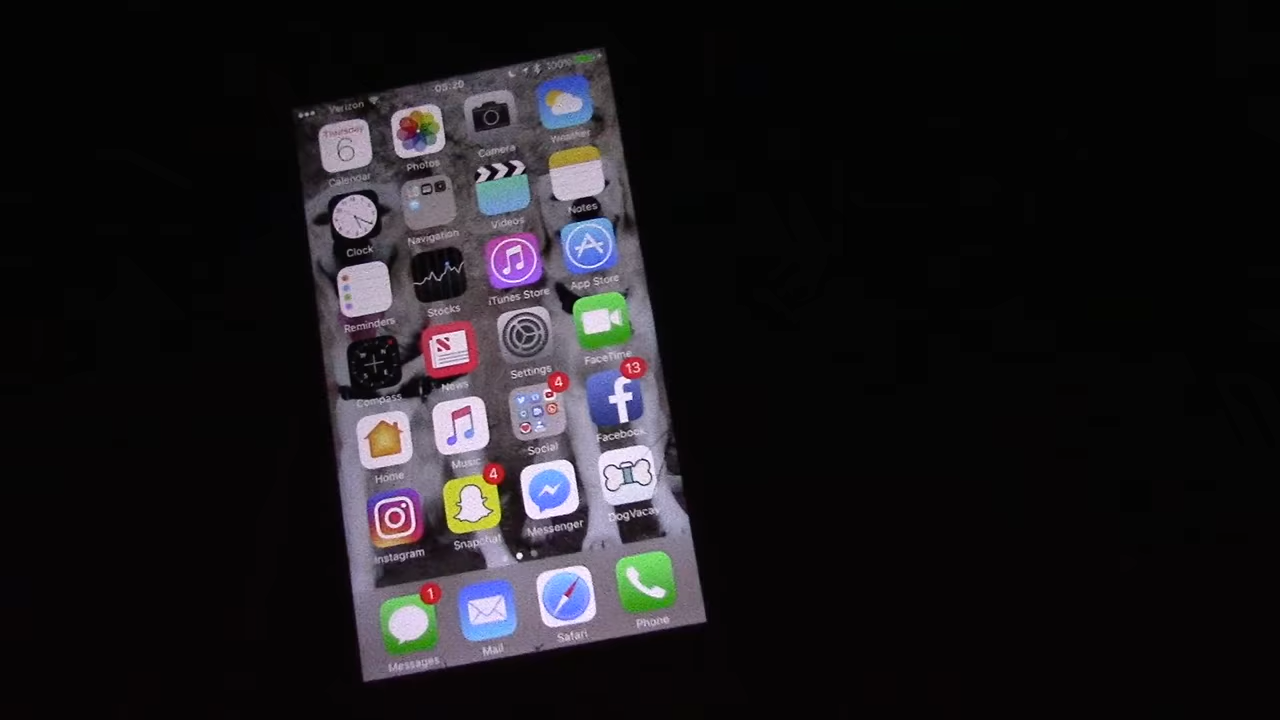 Verizon 05:20 100%
Thursday
6
Calendar Photos Camera Weather
Clock Navigation Videos Notes
Reminders Stocks iTunes Store App Store
Compass News Settings FaceTime
4 13
Home Music Social Facebook
4
Instagram Snapchat Messenger DogVacay
1
Messages Mail Safari Phone